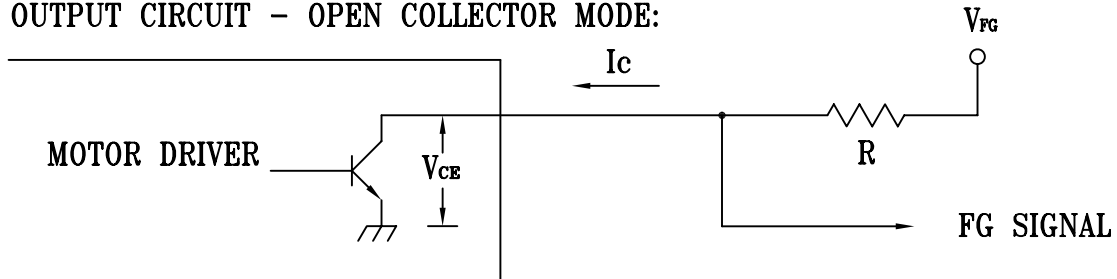 OUTPUT CIRCUIT - OPEN COLLECTOR MODE:
VFG
Ic
MOTOR DRIVER
VCE
R
FG SIGNAL